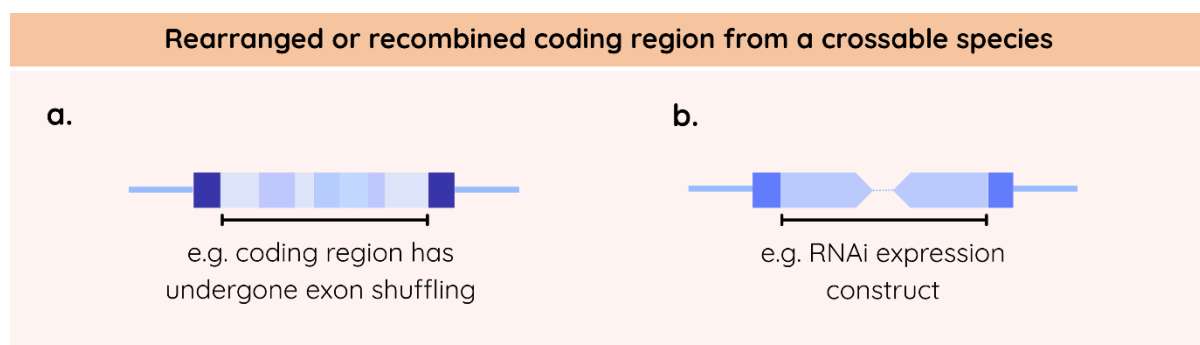 Rearranged or recombined coding region from a crossable species
a.
e.g. coding region has
undergone exon shuffling
b.
e.g. RNAi expression
construct